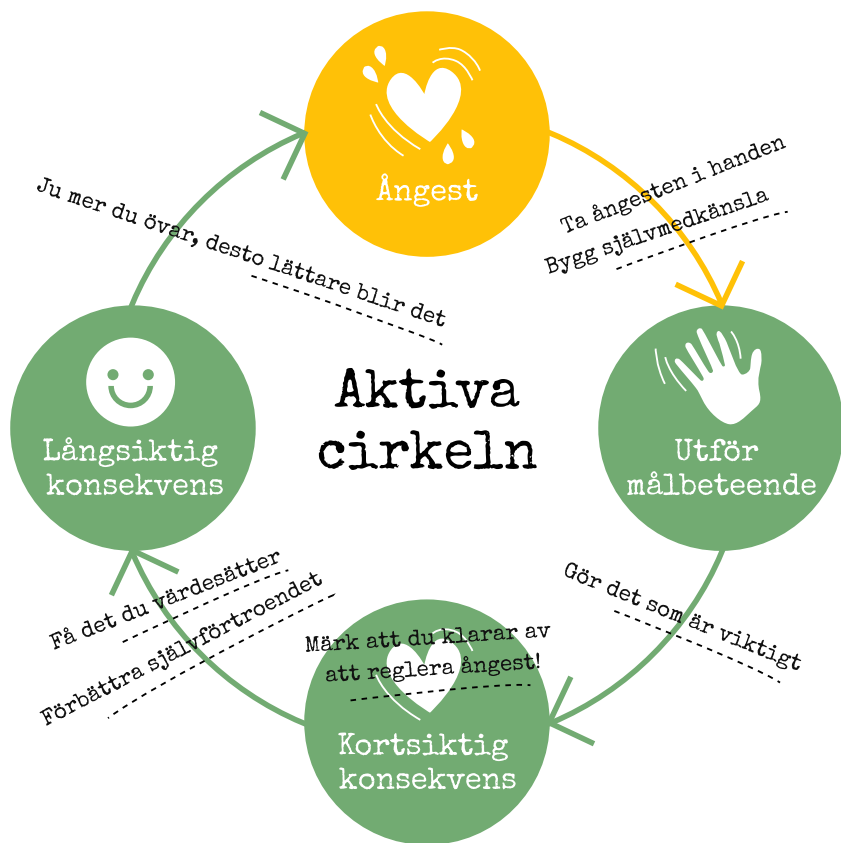 Ångest
Ta ångesten i handen
Bygg självmedkänsla
Ju mer du övar, desto lättare blir det
Aktiva
cirkeln
Långsiktig
konsekvens
Utför
målbeteende
Få det du värdesätter
Förbättra självförtroendet
Gör det som är viktigt
Märk att du klarar av
att reglera ångest!
Kortsiktig
konsekvens